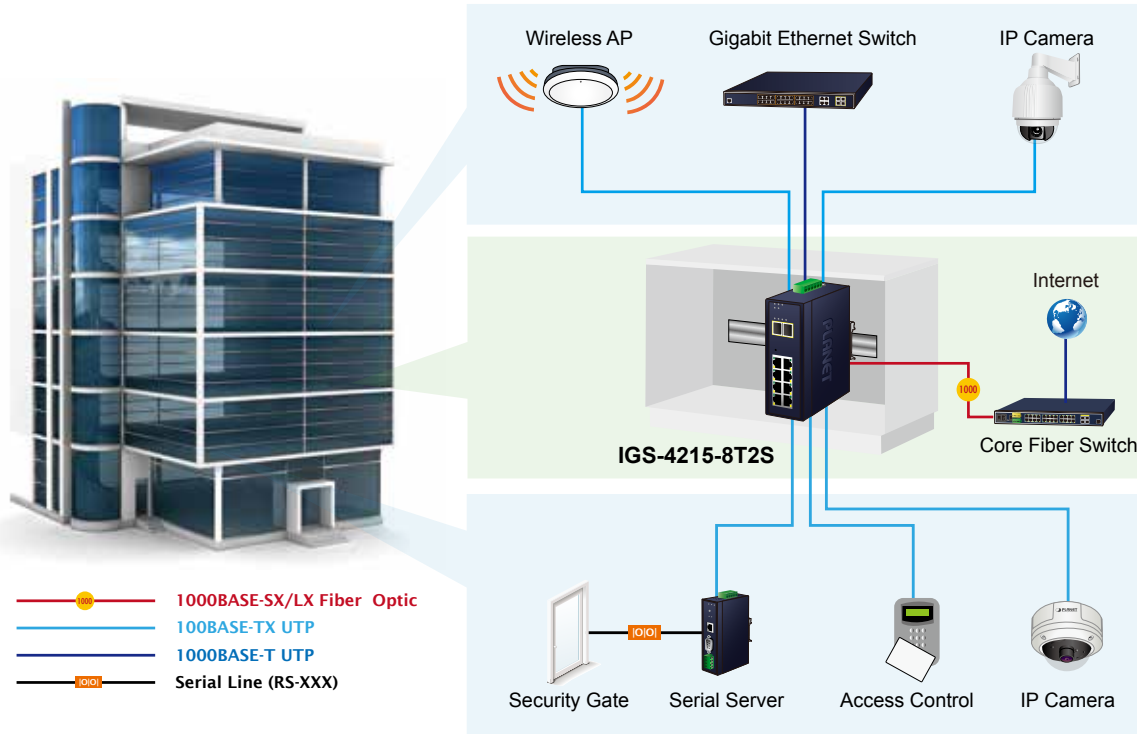 Wireless AP
Gigabit Ethernet Switch
IP Camera
Internet
PLANET
1000
IGS-4215-8T2S
Core Fiber Switch
1000
1000BASE-SX/LX Fiber Optic
100BASE-TX UTP
1000BASE-T UTP
|O|O|
Serial Line (RS-XXX)
|O|O|
PLANET
Security Gate
Serial Server
Access Control
IP Camera